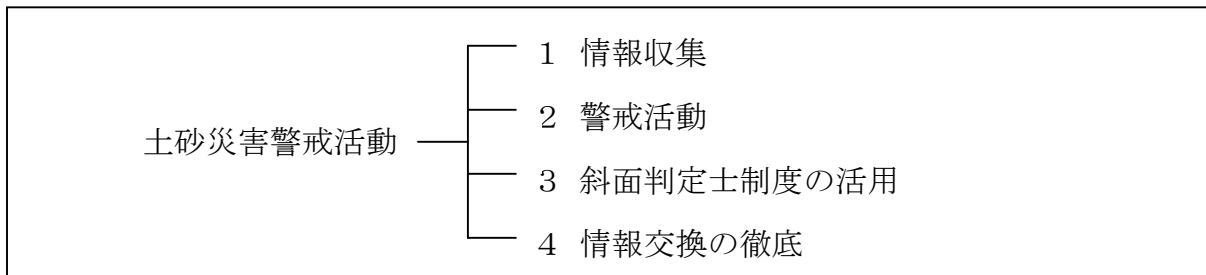 土砂災害警戒活動
１ 情報収集
２ 警戒活動
３ 斜面判定士制度の活用
４ 情報交換の徹底